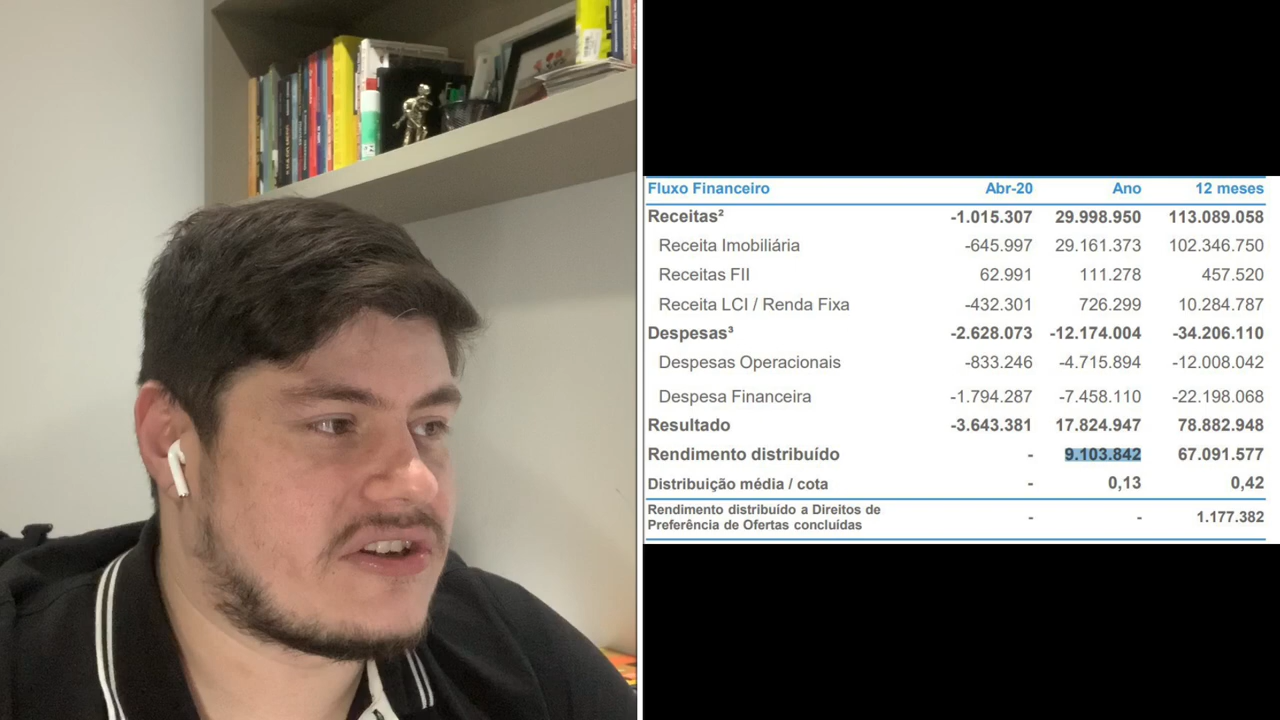 Fluxo Financeiro Abr-20 Ano 12 meses
Receitas² -1.015.307 29.998.950 113.089.058
Receita Imobiliária -645.997 29.161.373 102.346.750
Receitas FII 62.991 111.278 457.520
Receita LCI / Renda Fixa -432.301 726.299 10.284.787
Despesas³ -2.628.073 -12.174.004 -34.206.110
Despesas Operacionais -833.246 -4.715.894 -12.008.042
Despesa Financeira -1.794.287 -7.458.110 -22.198.068
Resultado -3.643.381 17.824.947 78.882.948
Rendimento distribuído - 9.103.842 67.091.577
Distribuição média / cota - 0,13 0,42
Rendimento distribuído a Direitos de
Preferência de Ofertas concluídas - - 1.177.382